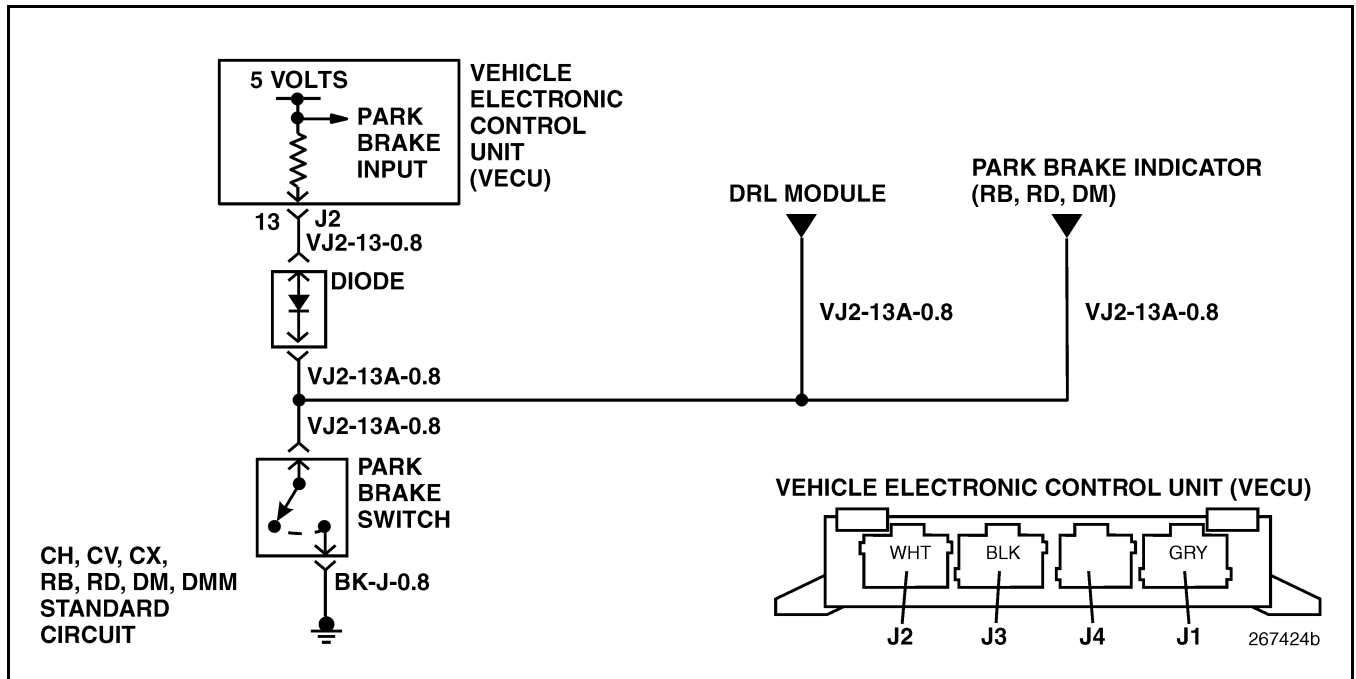 5 VOLTS
PARK
BRAKE
INPUT
VEHICLE
ELECTRONIC
CONTROL
UNIT
(VECU)
13
J2
VJ2-13-0.8
DIODE
VJ2-13A-0.8
VJ2-13A-0.8
PARK
BRAKE
SWITCH
BK-J-0.8
CH, CV, CX,
RB, RD, DM, DMM
STANDARD
CIRCUIT
DRL MODULE
VJ2-13A-0.8
PARK BRAKE INDICATOR
(RB, RD, DM)
VJ2-13A-0.8
VEHICLE ELECTRONIC CONTROL UNIT (VECU)
WHT
BLK
GRY
J2
J3
J4
J1
267424b